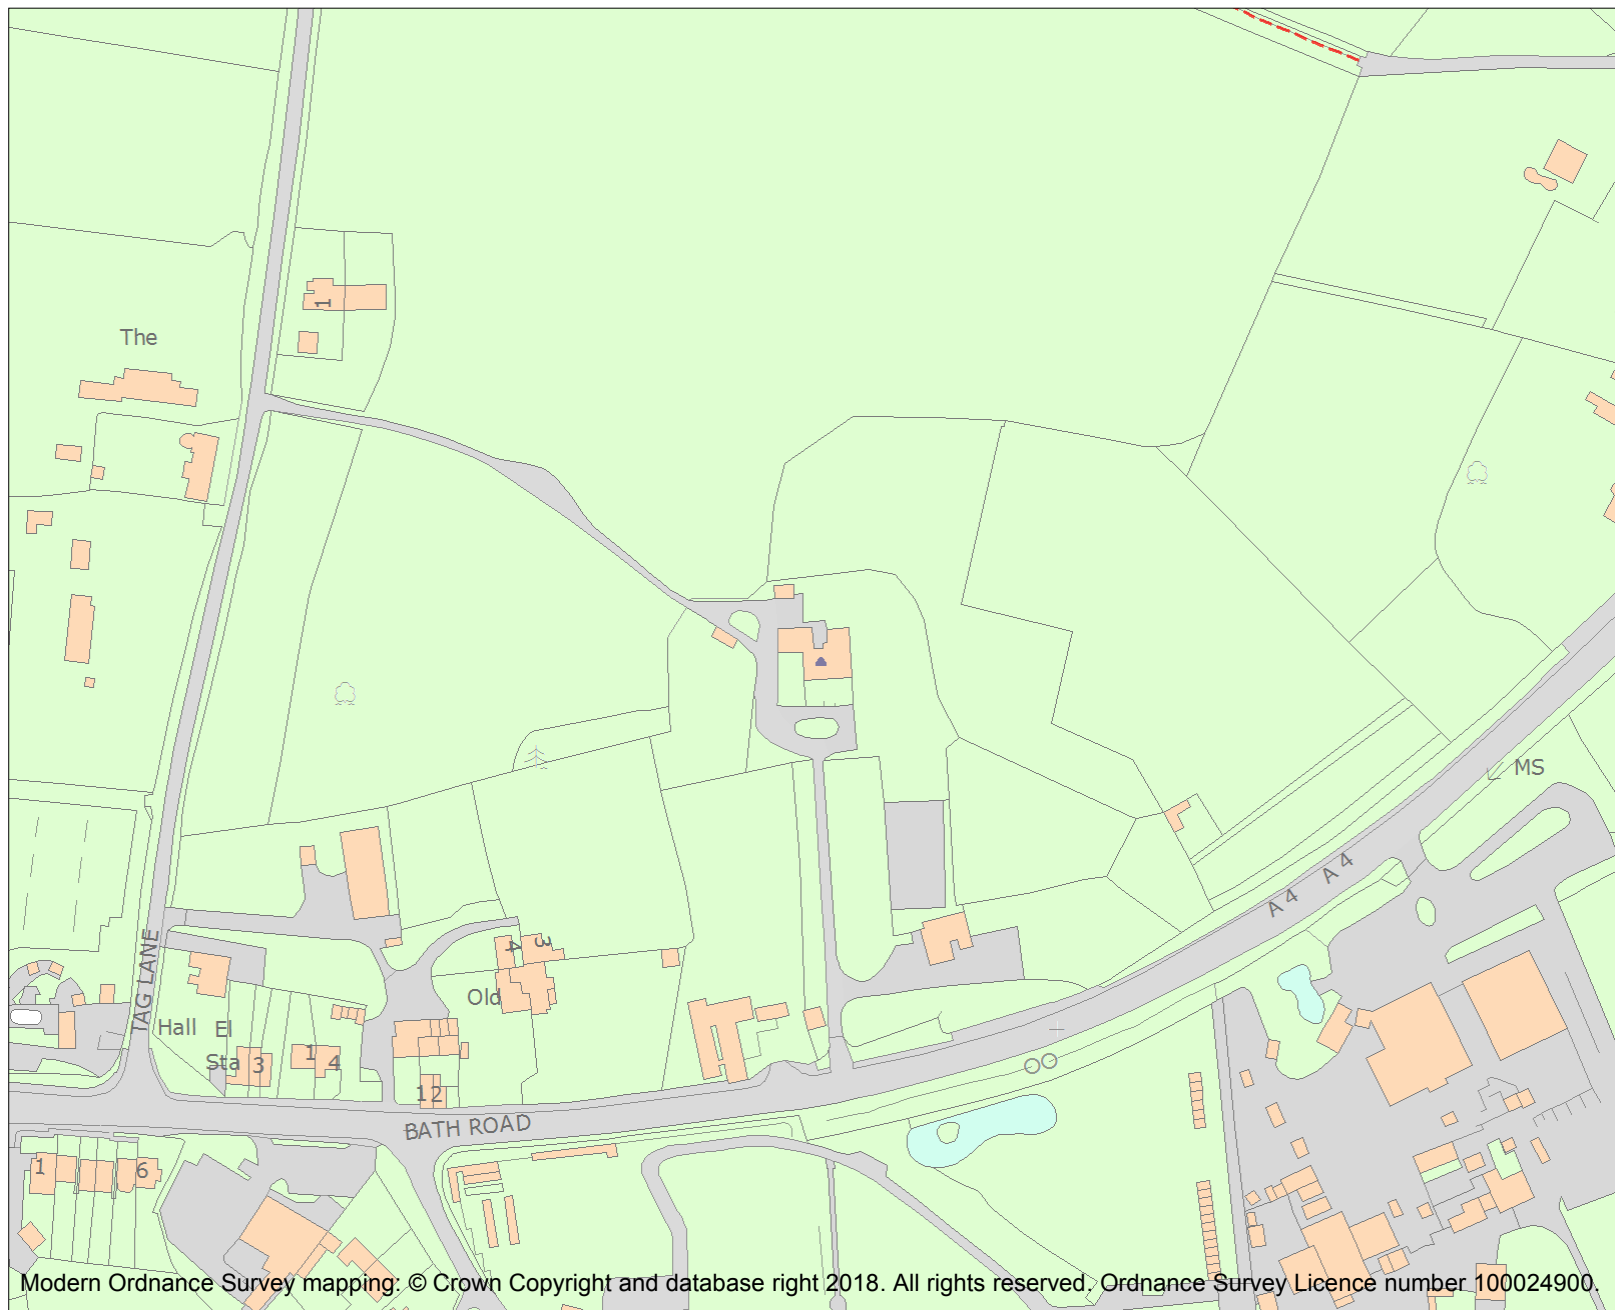 1
The
MS
A 4
A 4
TAG LANE
4
3
Old
Hall
El
Sta
3
1
4
12
BATH ROAD
1
6
Modern Ordnance Survey mapping: © Crown Copyright and database right 2018. All rights reserved. Ordnance Survey Licence number 100024900.